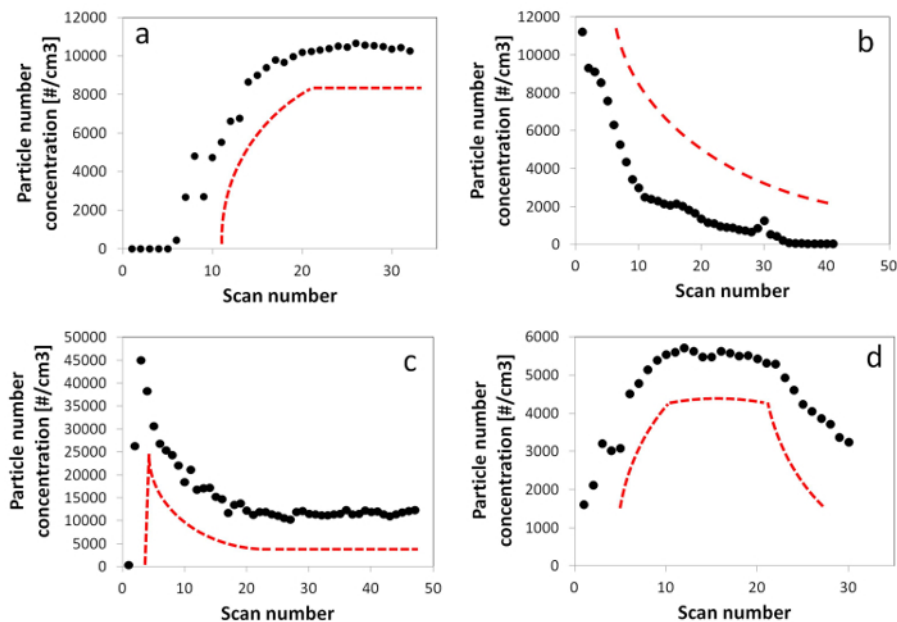 a
12000
10000
8000
6000
4000
2000
0
0 10 20 30
Particle number
concentration [#/cm3]
Scan number
b
12000
10000
8000
6000
4000
2000
0
0 10 20 30 40 50
Particle number
concentration [#/cm3]
Scan number
c
50000
45000
40000
35000
30000
25000
20000
15000
10000
5000
0
0 10 20 30 40 50
Particle number
concentration [#/cm3]
Scan number
d
6000
5000
4000
3000
2000
1000
0
0 10 20 30
Particle number
concentration [#/cm3]
Scan number